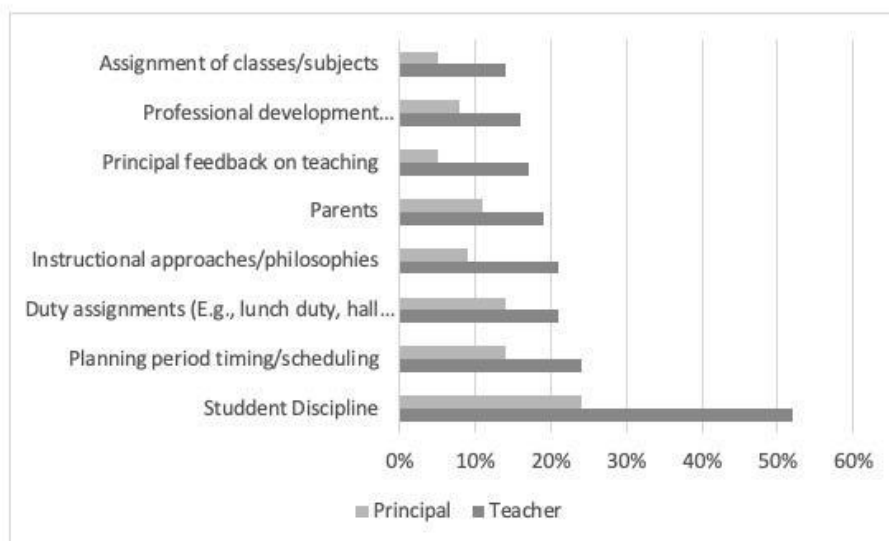 Assignment of classes/subjects
Professional development...
Principal feedback on teaching
Parents
Instructional approaches/philosophies
Duty assignments (E.g., lunch duty, hall...
Planning period timing/scheduling
Studdent Discipline
0% 10% 20% 30% 40% 50% 60%
Principal Teacher